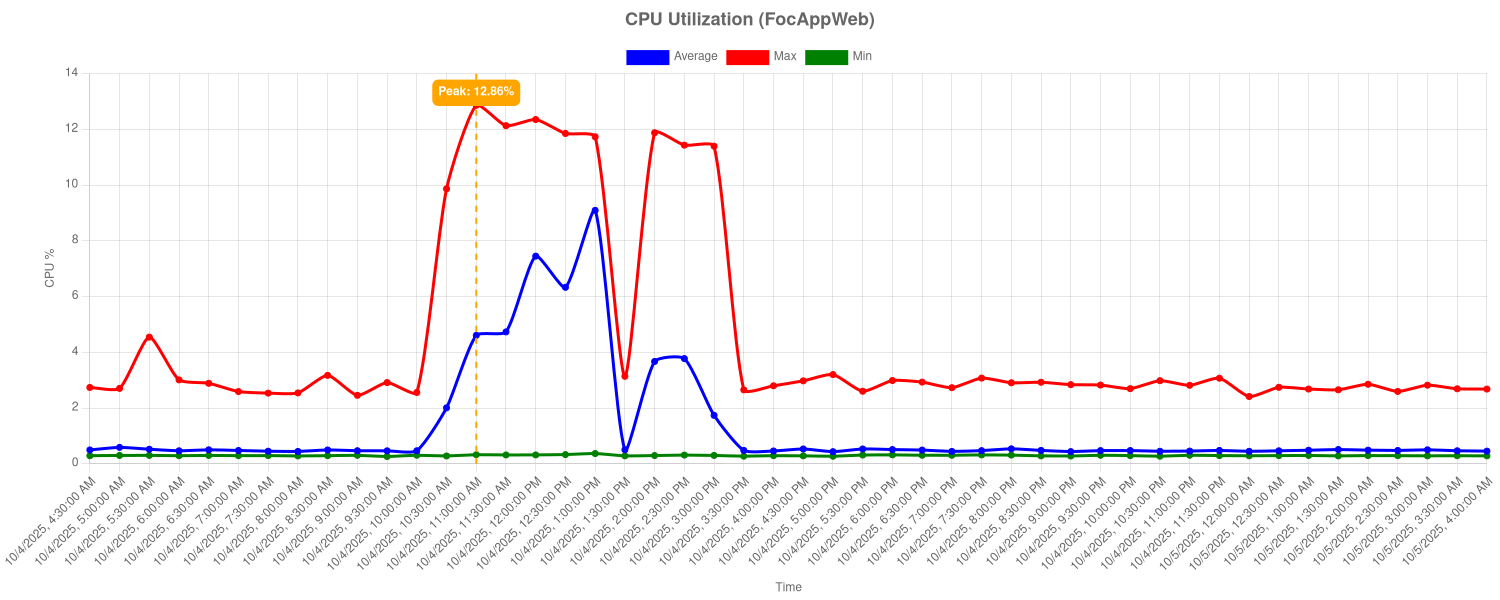 CPU Utilization (FocAppWeb)
Average Max Min
Peak: 12.86%
14
12
10
8
6
4
2
0
CPU %
10/4/2025, 4:30:00 AM
10/4/2025, 5:00:00 AM
10/4/2025, 5:30:00 AM
10/4/2025, 6:00:00 AM
10/4/2025, 6:30:00 AM
10/4/2025, 7:00:00 AM
10/4/2025, 7:30:00 AM
10/4/2025, 8:00:00 AM
10/4/2025, 8:30:00 AM
10/4/2025, 9:00:00 AM
10/4/2025, 9:30:00 AM
10/4/2025, 10:00:00 AM
10/4/2025, 10:30:00 AM
10/4/2025, 11:00:00 AM
10/4/2025, 11:30:00 AM
10/4/2025, 12:00:00 PM
10/4/2025, 12:30:00 PM
10/4/2025, 1:00:00 PM
10/4/2025, 1:30:00 PM
10/4/2025, 2:00:00 PM
10/4/2025, 2:30:00 PM
10/4/2025, 3:00:00 PM
10/4/2025, 3:30:00 PM
10/4/2025, 4:00:00 PM
10/4/2025, 4:30:00 PM
10/4/2025, 5:00:00 PM
10/4/2025, 5:30:00 PM
10/4/2025, 6:00:00 PM
10/4/2025, 6:30:00 PM
10/4/2025, 7:00:00 PM
10/4/2025, 7:30:00 PM
10/4/2025, 8:00:00 PM
10/4/2025, 8:30:00 PM
10/4/2025, 9:00:00 PM
10/4/2025, 9:30:00 PM
10/4/2025, 10:00:00 PM
10/4/2025, 10:30:00 PM
10/4/2025, 11:00:00 PM
10/4/2025, 11:30:00 PM
10/5/2025, 12:00:00 AM
10/5/2025, 12:30:00 AM
10/5/2025, 1:00:00 AM
10/5/2025, 1:30:00 AM
10/5/2025, 2:00:00 AM
10/5/2025, 2:30:00 AM
10/5/2025, 3:00:00 AM
10/5/2025, 3:30:00 AM
10/5/2025, 4:00:00 AM
Time